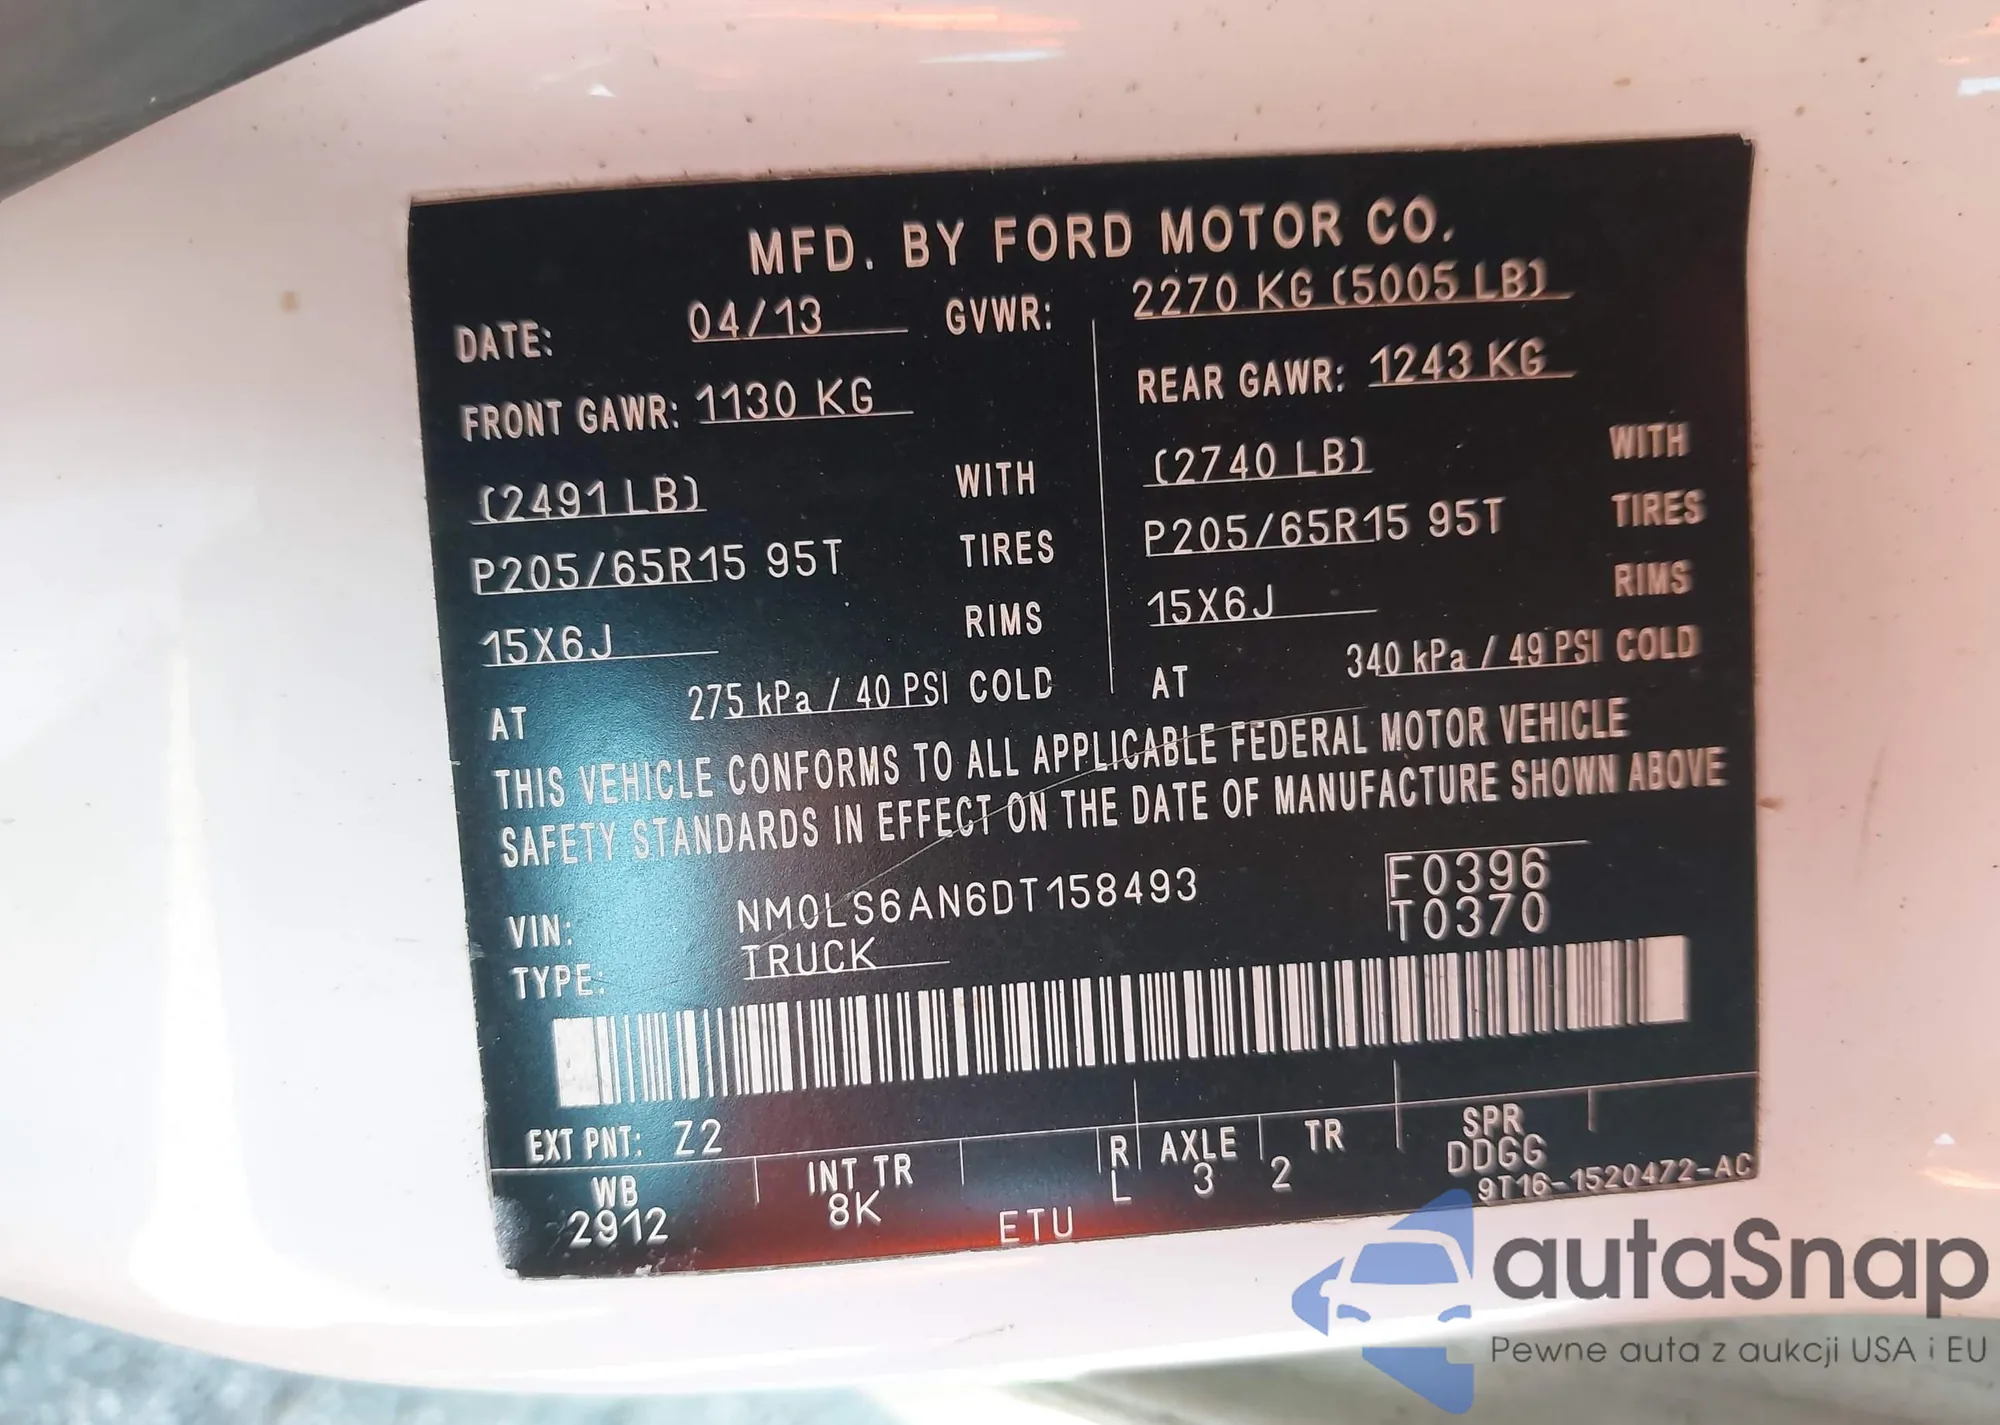 MFD. BY FORD MOTOR CO.
DATE: 04/13 GVWR: 2270 KG (5005 LB)
FRONT GAWR: 1130 KG REAR GAWR: 1243 KG
(2491 LB) WITH (2740 LB) WITH
P205/65R15 95T TIRES P205/65R15 95T TIRES
15X6J RIMS 15X6J RIMS
AT 275 kPa / 40 PSI COLD AT 340 kPa / 49 PSI COLD
THIS VEHICLE CONFORMS TO ALL APPLICABLE FEDERAL MOTOR VEHICLE
SAFETY STANDARDS IN EFFECT ON THE DATE OF MANUFACTURE SHOWN ABOVE
VIN: NM0LS6AN6DT158493 F0396
TYPE: TRUCK T0370
EXT PNT: Z2 RL AXLE TR SPR
3 2 DDGG
WB INT TR 9T16-1520472-AC
2912 8K ETU
autaSnap
Pewne auta z aukcji USA i EU